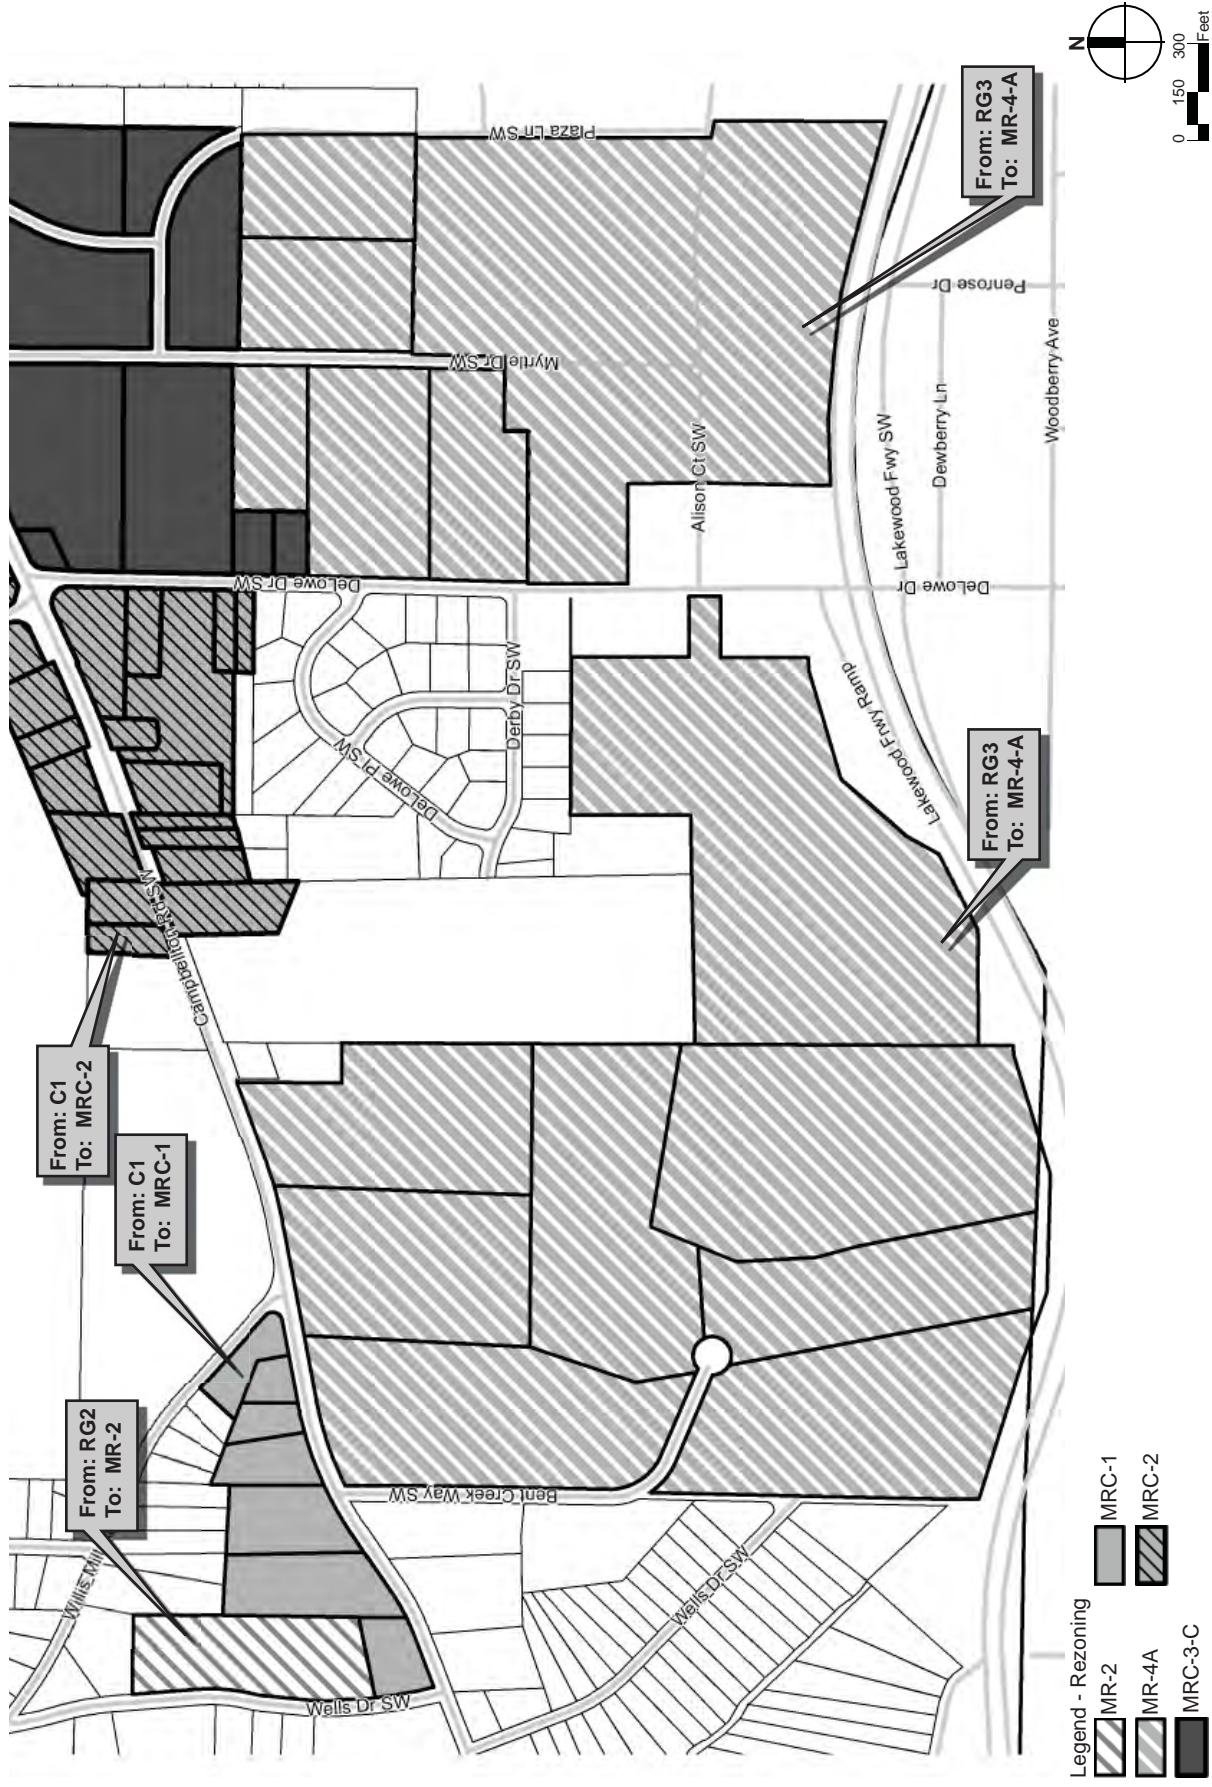 From: RG2
To: MR-2
From: C1
To: MRC-1
From: C1
To: MRC-2
From: RG3
To: MR-4-A
From: RG3
To: MR-4-A
Willis Mill
Wells Dr SW
Wells Dr SW
Bent Creek Way SW
Campbellton Rd SW
DeLowe Pl SW
Derby Dr SW
DeLowe Dr SW
Myrtle Dr SW
Plaza Ln SW
Alison Ct SW
Lakewood Frwy Ramp
Lakewood Fwy SW
DeLowe Dr
Dewberry Ln
Penrose Dr
Woodberry Ave
N
0 150 300
Feet
Legend - Rezoning
MR-2
MR-4A
MRC-3-C
MRC-1
MRC-2